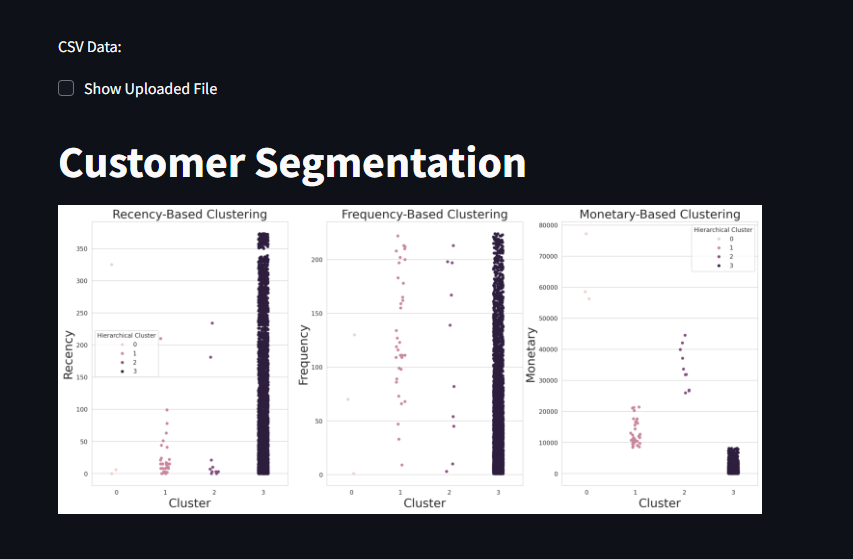 CSV Data:
Show Uploaded File
Customer Segmentation
Recency-Based Clustering
Recency
350
300
250
200
150
100
50
0
Hierarchical Cluster
0
1
2
3
0 1 2 3
Cluster
Frequency-Based Clustering
Frequency
200
150
100
50
0
0 1 2 3
Cluster
Monetary-Based Clustering
Monetary
80000
70000
60000
50000
40000
30000
20000
10000
0
Hierarchical Cluster
0
1
2
3
0 1 2 3
Cluster